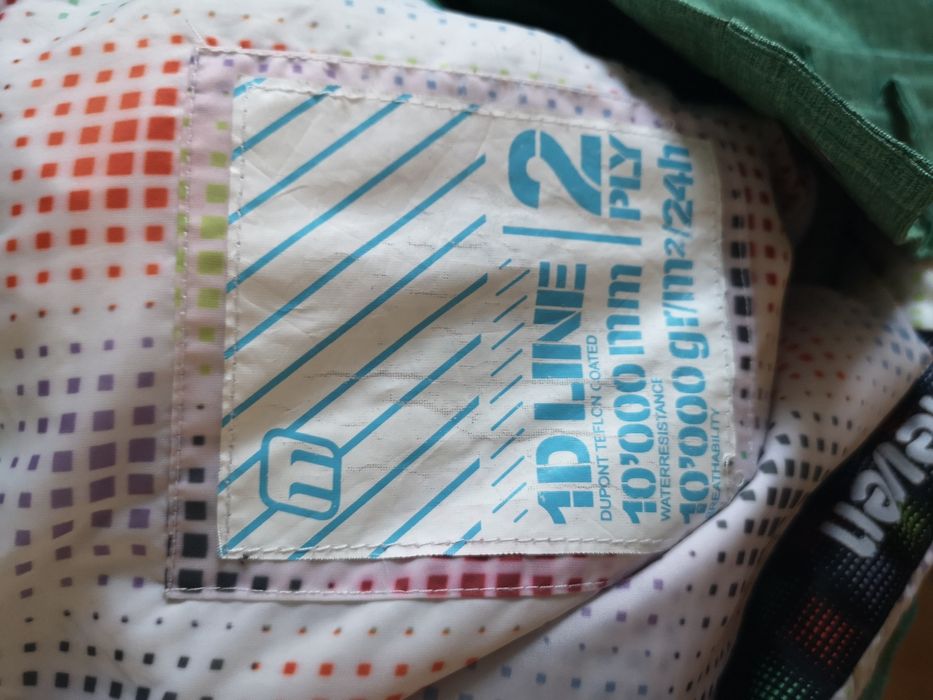 1D LINE | 2 PLY
DUPONT TEFLON COATED
10'000 mm
WATERRESISTANCE
10'000 gr/m²/24h
BREATHABILITY